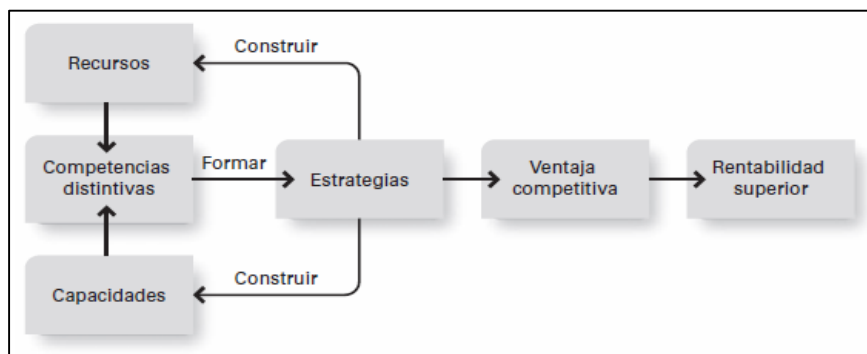 Construir
Recursos
Competencias
distintivas
Formar
Estrategias
Ventaja
competitiva
Rentabilidad
superior
Construir
Capacidades